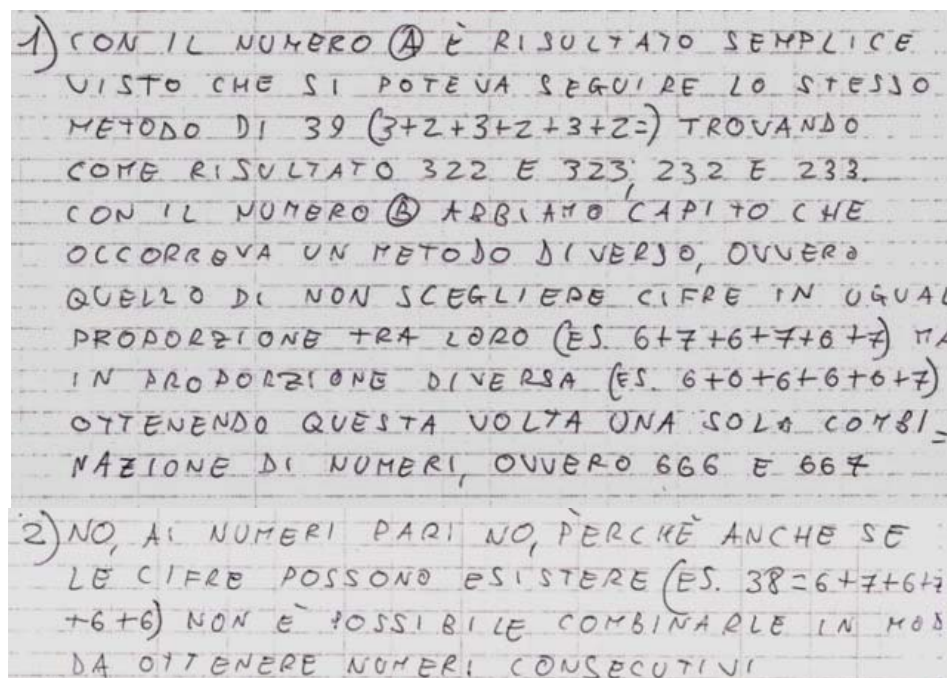 1) CON IL NUMERO Ⓐ È RISULTATO SEMPLICE
VISTO CHE SI POTEVA SEGUIRE LO STESSO
METODO DI 39 (3+2+3+2+3+2=) TROVANDO
COME RISULTATO 322 E 323; 232 E 233.
CON IL NUMERO Ⓑ ABBIAMO CAPITO CHE
OCCORREVA UN METODO DIVERSO, OVVERO
QUELLO DI NON SCEGLIERE CIFRE IN UGUAL
PROPORZIONE TRA LORO (ES. 6+7+6+7+6+7) MA
IN PROPORZIONE DIVERSA (ES. 6+6+6+6+6+7)
OTTENENDO QUESTA VOLTA UNA SOLA COMBI=
NAZIONE DI NUMERI, OVVERO 666 E 667
2) NO, AI NUMERI PARI NO, PERCHÉ ANCHE SE
LE CIFRE POSSONO ESISTERE (ES. 38=6+7+6+7
+6+6) NON È POSSIBILE COMBINARLE IN MOD
DA OTTENERE NUMERI CONSECUTIVI